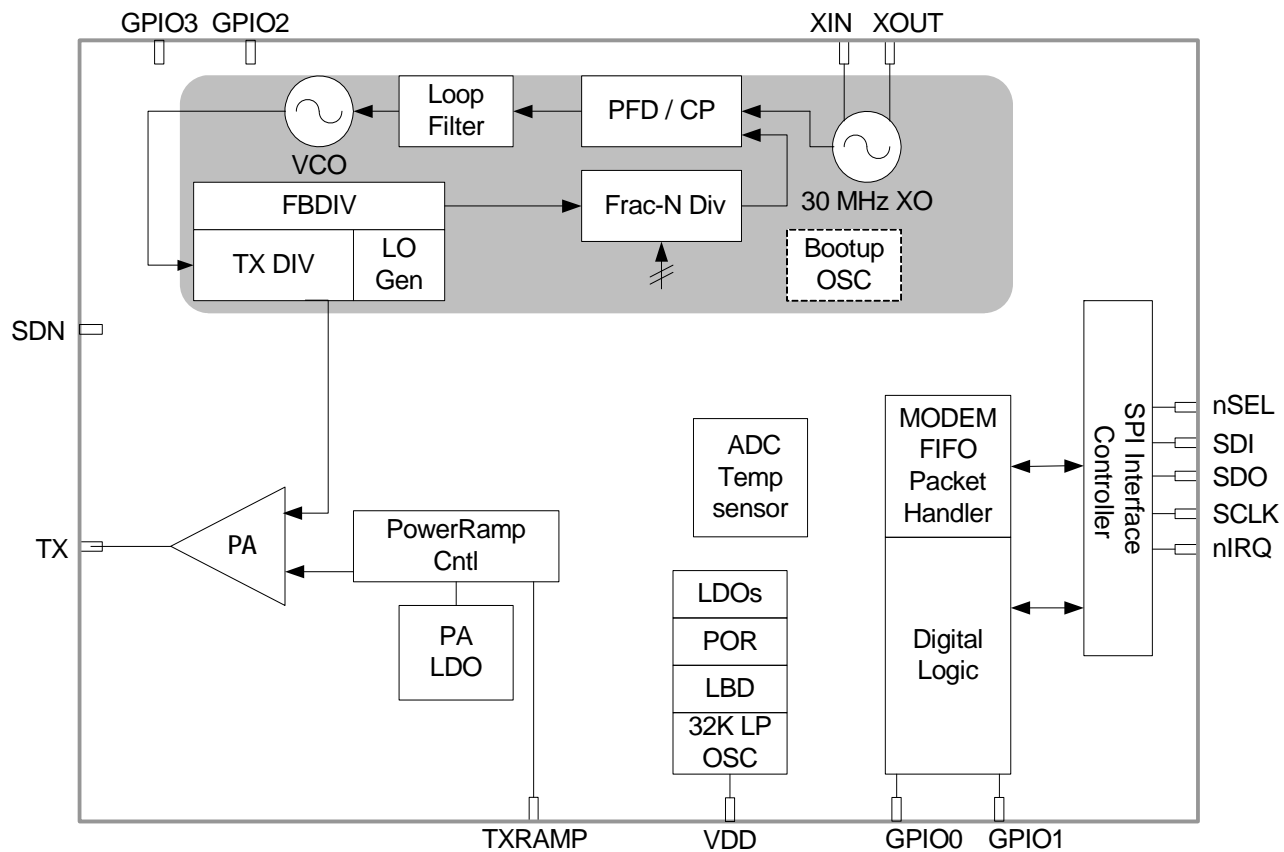 GPIO3
GPIO2
XIN
XOUT
Loop
Filter
PFD / CP
VCO
30 MHz XO
FBDIV
Frac-N Div
TX DIV
LO
Gen
Bootup
OSC
SDN
nSEL
SDI
SDO
SCLK
nIRQ
SPI Interface
Controller
MODEM
FIFO
Packet
Handler
ADC
Temp
sensor
TX
PA
PowerRamp
Cntl
PA
LDO
LDOs
POR
LBD
32K LP
OSC
Digital
Logic
TXRAMP
VDD
GPIO0
GPIO1